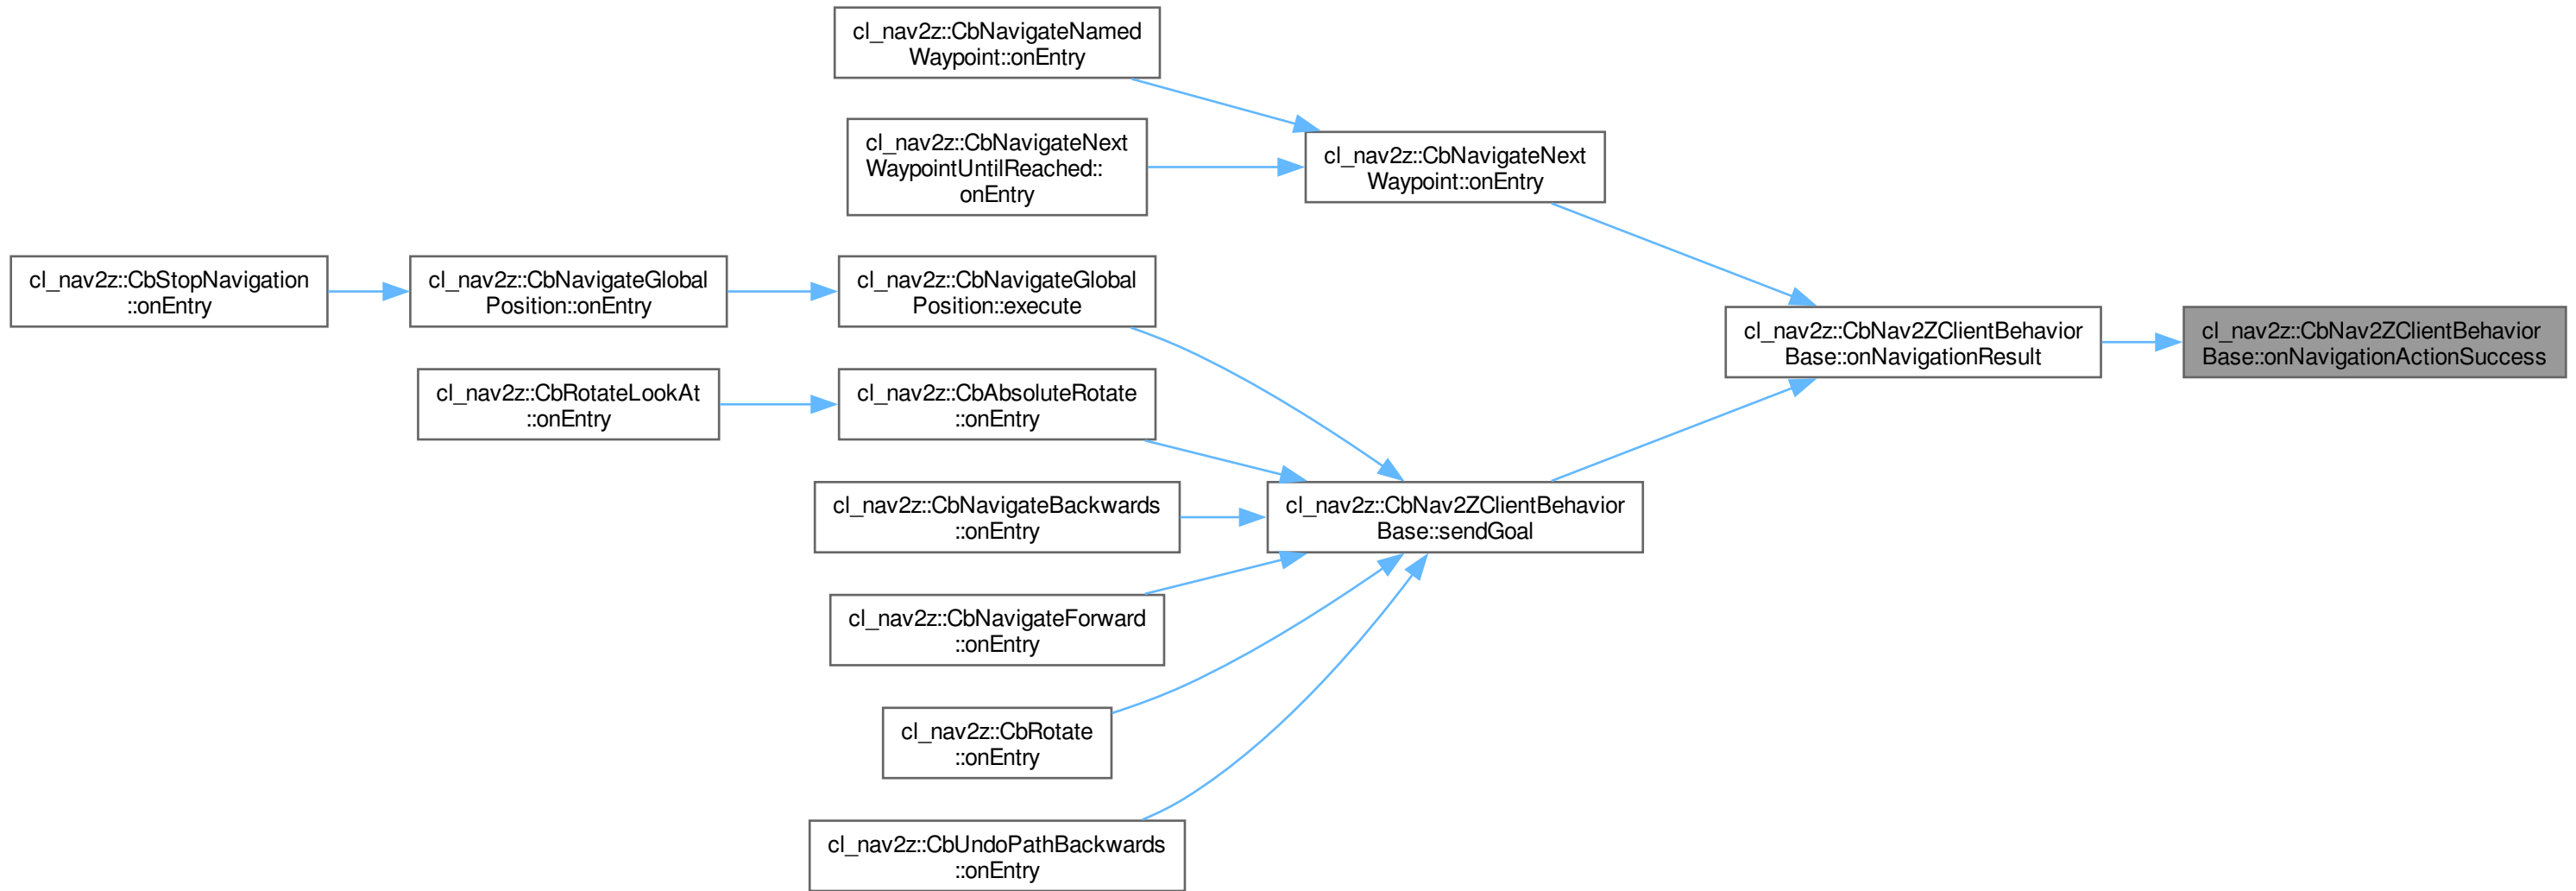 cl_nav2z::CbNavigateNamed
Waypoint::onEntry
cl_nav2z::CbNavigateNext
WaypointUntilReached::
onEntry
cl_nav2z::CbNavigateNext
Waypoint::onEntry
cl_nav2z::CbStopNavigation
::onEntry
cl_nav2z::CbNavigateGlobal
Position::onEntry
cl_nav2z::CbNavigateGlobal
Position::execute
cl_nav2z::CbNav2ZClientBehavior
Base::onNavigationResult
cl_nav2z::CbNav2ZClientBehavior
Base::onNavigationActionSuccess
cl_nav2z::CbRotateLookAt
::onEntry
cl_nav2z::CbAbsoluteRotate
::onEntry
cl_nav2z::CbNavigateBackwards
::onEntry
cl_nav2z::CbNav2ZClientBehavior
Base::sendGoal
cl_nav2z::CbNavigateForward
::onEntry
cl_nav2z::CbRotate
::onEntry
cl_nav2z::CbUndoPathBackwards
::onEntry